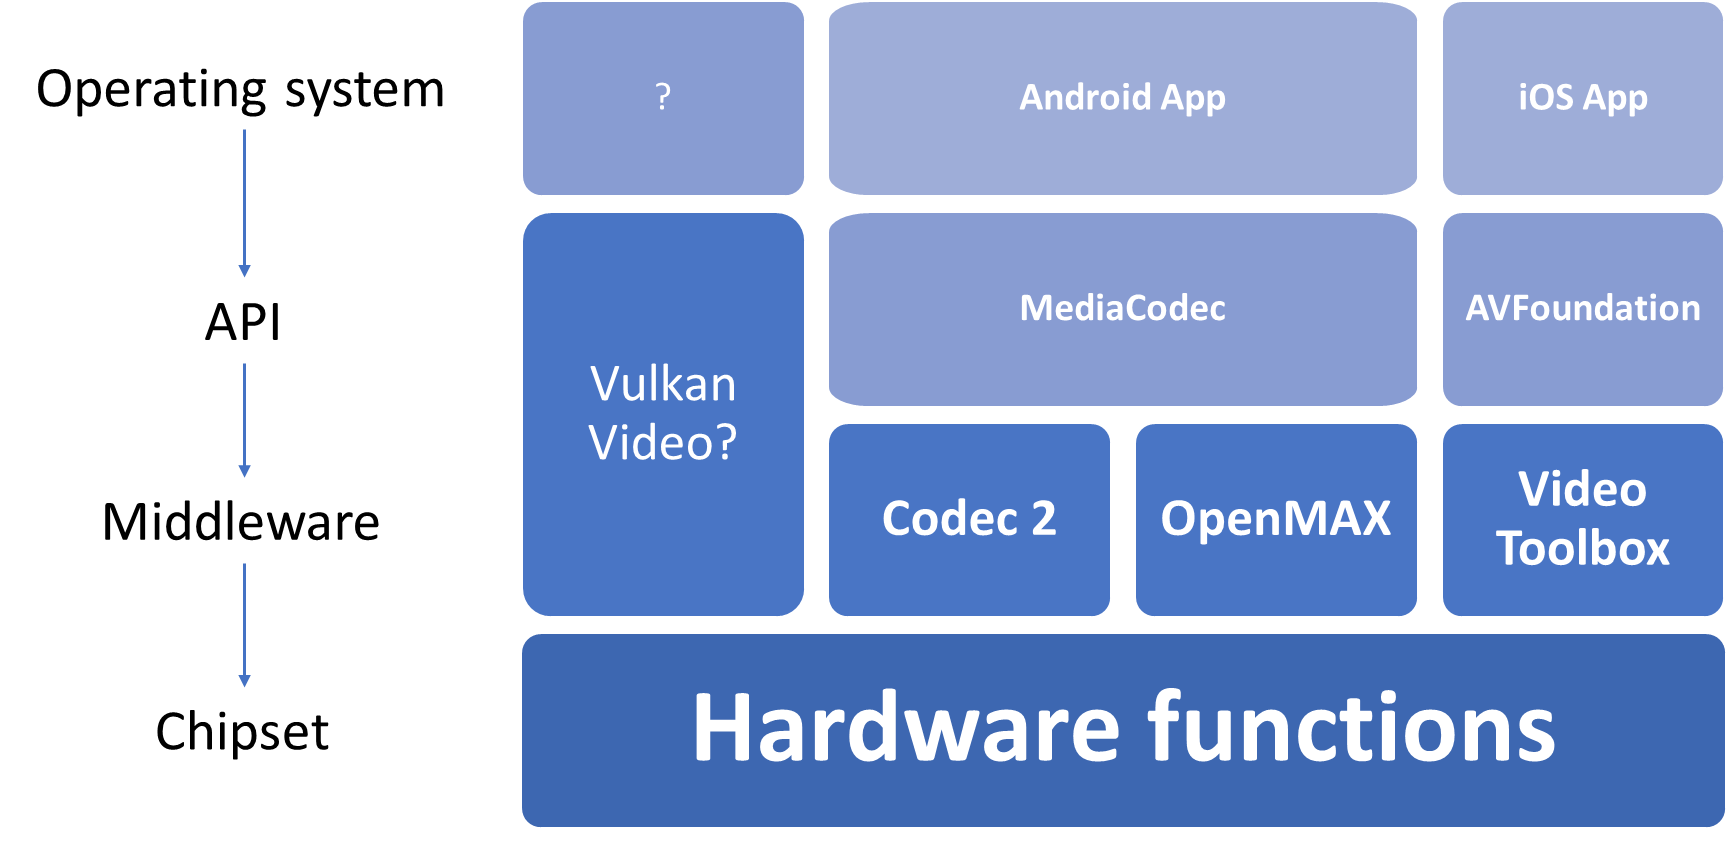 Operating system
API
Middleware
Chipset
?
Android App
iOS App
Vulkan
Video?
MediaCodec
AVFoundation
Codec 2
OpenMAX
Video
Toolbox
Hardware functions